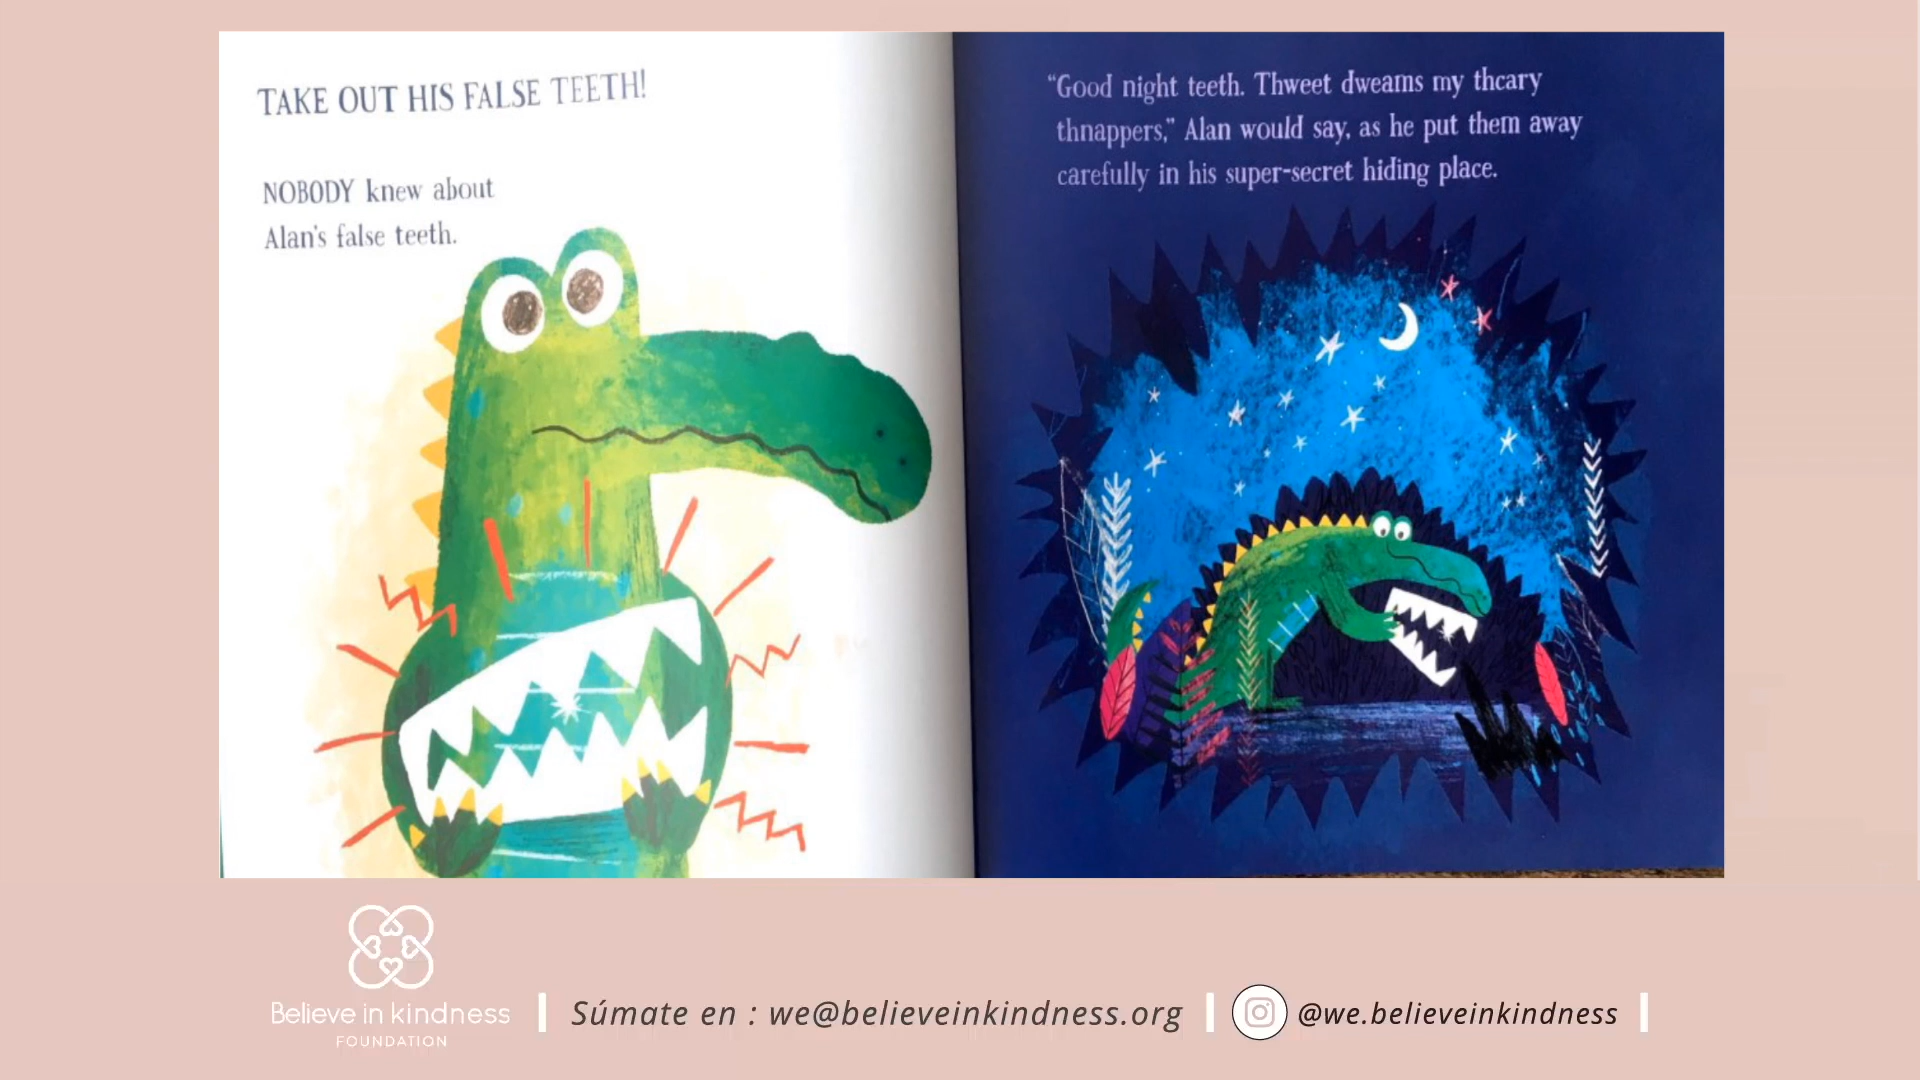 TAKE OUT HIS FALSE TEETH!
NOBODY knew about
Alan's false teeth.
“Good night teeth. Thweet dweams my thcary
thnappers,” Alan would say, as he put them away
carefully in his super-secret hiding place.
Believe in kindness
FOUNDATION
Súmate en : we@believeinkindness.org
@we.believeinkindness